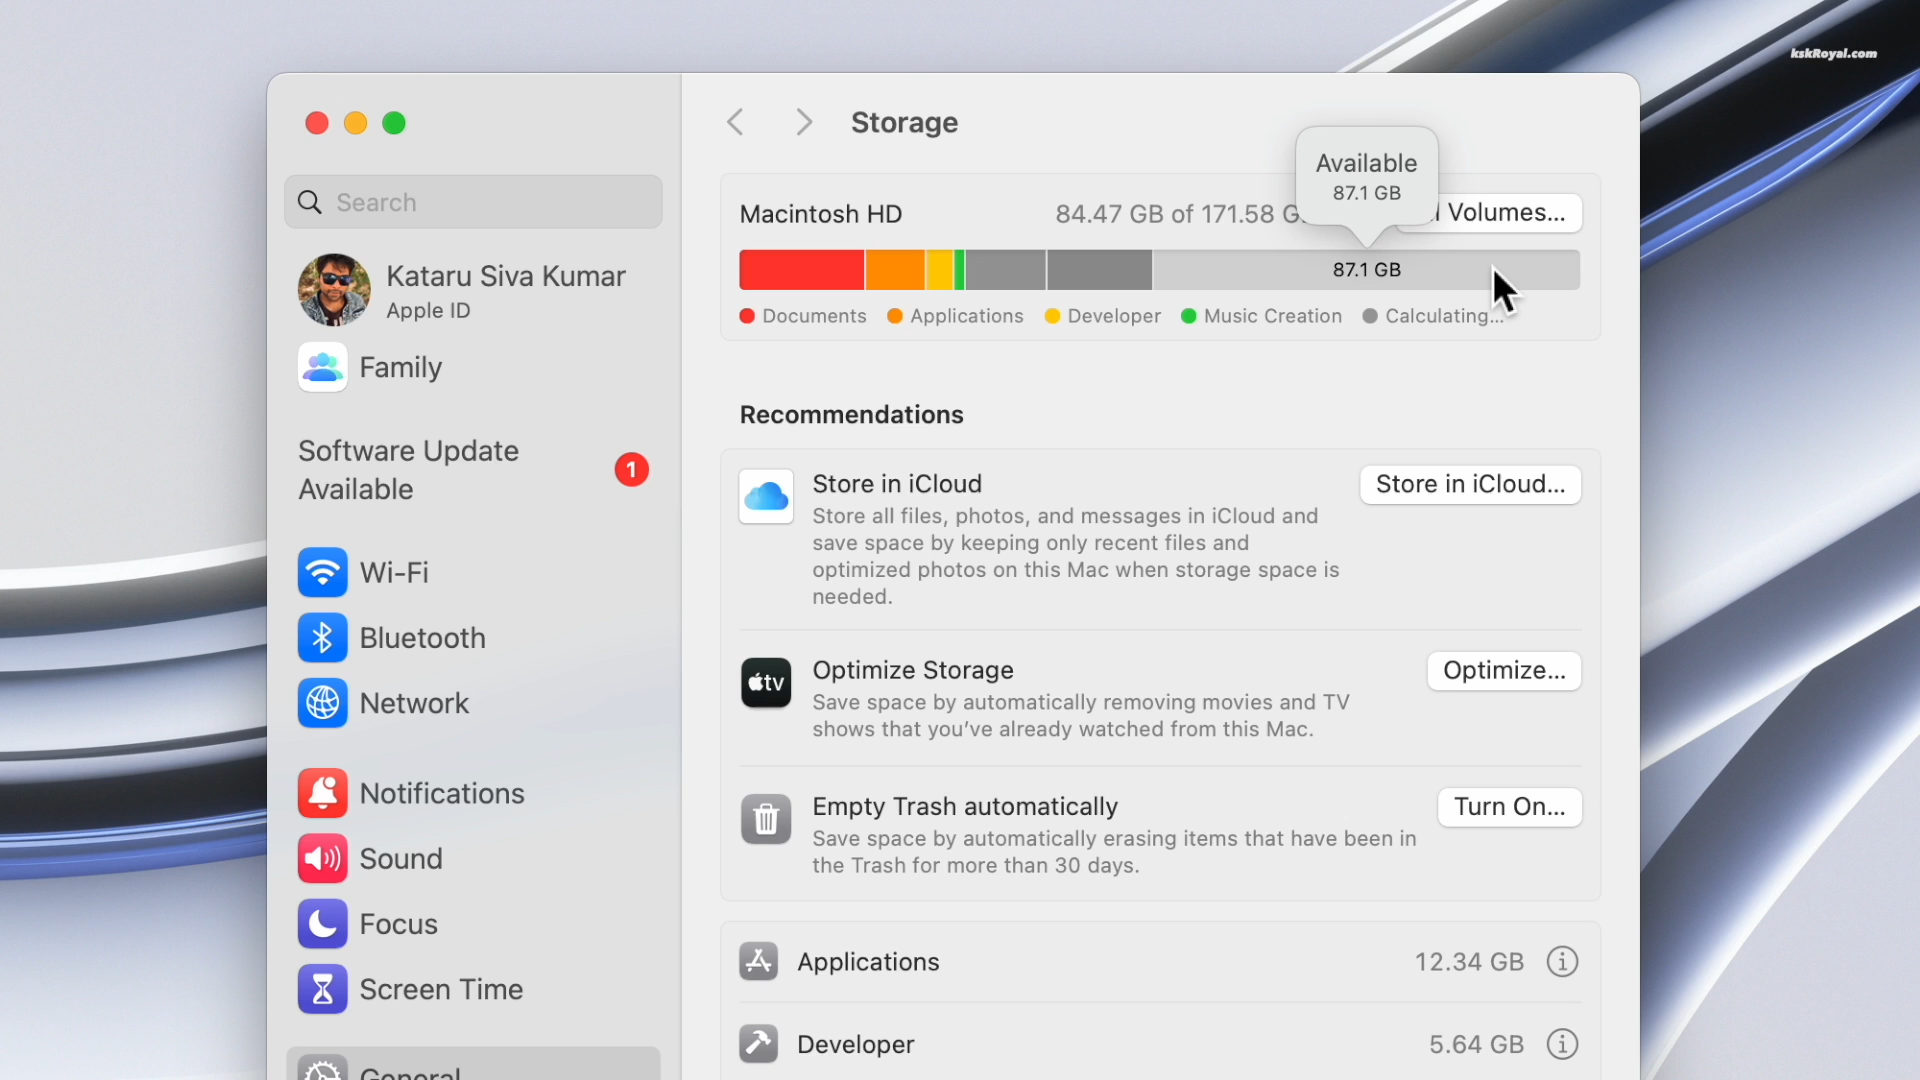 kskRoyal.com
Storage
Search
Available
87.1 GB
Macintosh HD
84.47 GB of 171.58 G
Volumes...
87.1 GB
Documents
Applications
Developer
Music Creation
Calculating...
Kataru Siva Kumar
Apple ID
Family
Software Update
Available
1
Wi-Fi
Bluetooth
Network
Notifications
Sound
Focus
Screen Time
General
Recommendations
Store in iCloud
Store in iCloud...
Store all files, photos, and messages in iCloud and
save space by keeping only recent files and
optimized photos on this Mac when storage space is
needed.
tv
Optimize Storage
Optimize...
Save space by automatically removing movies and TV
shows that you’ve already watched from this Mac.
Empty Trash automatically
Turn On...
Save space by automatically erasing items that have been in
the Trash for more than 30 days.
Applications
12.34 GB
Developer
5.64 GB